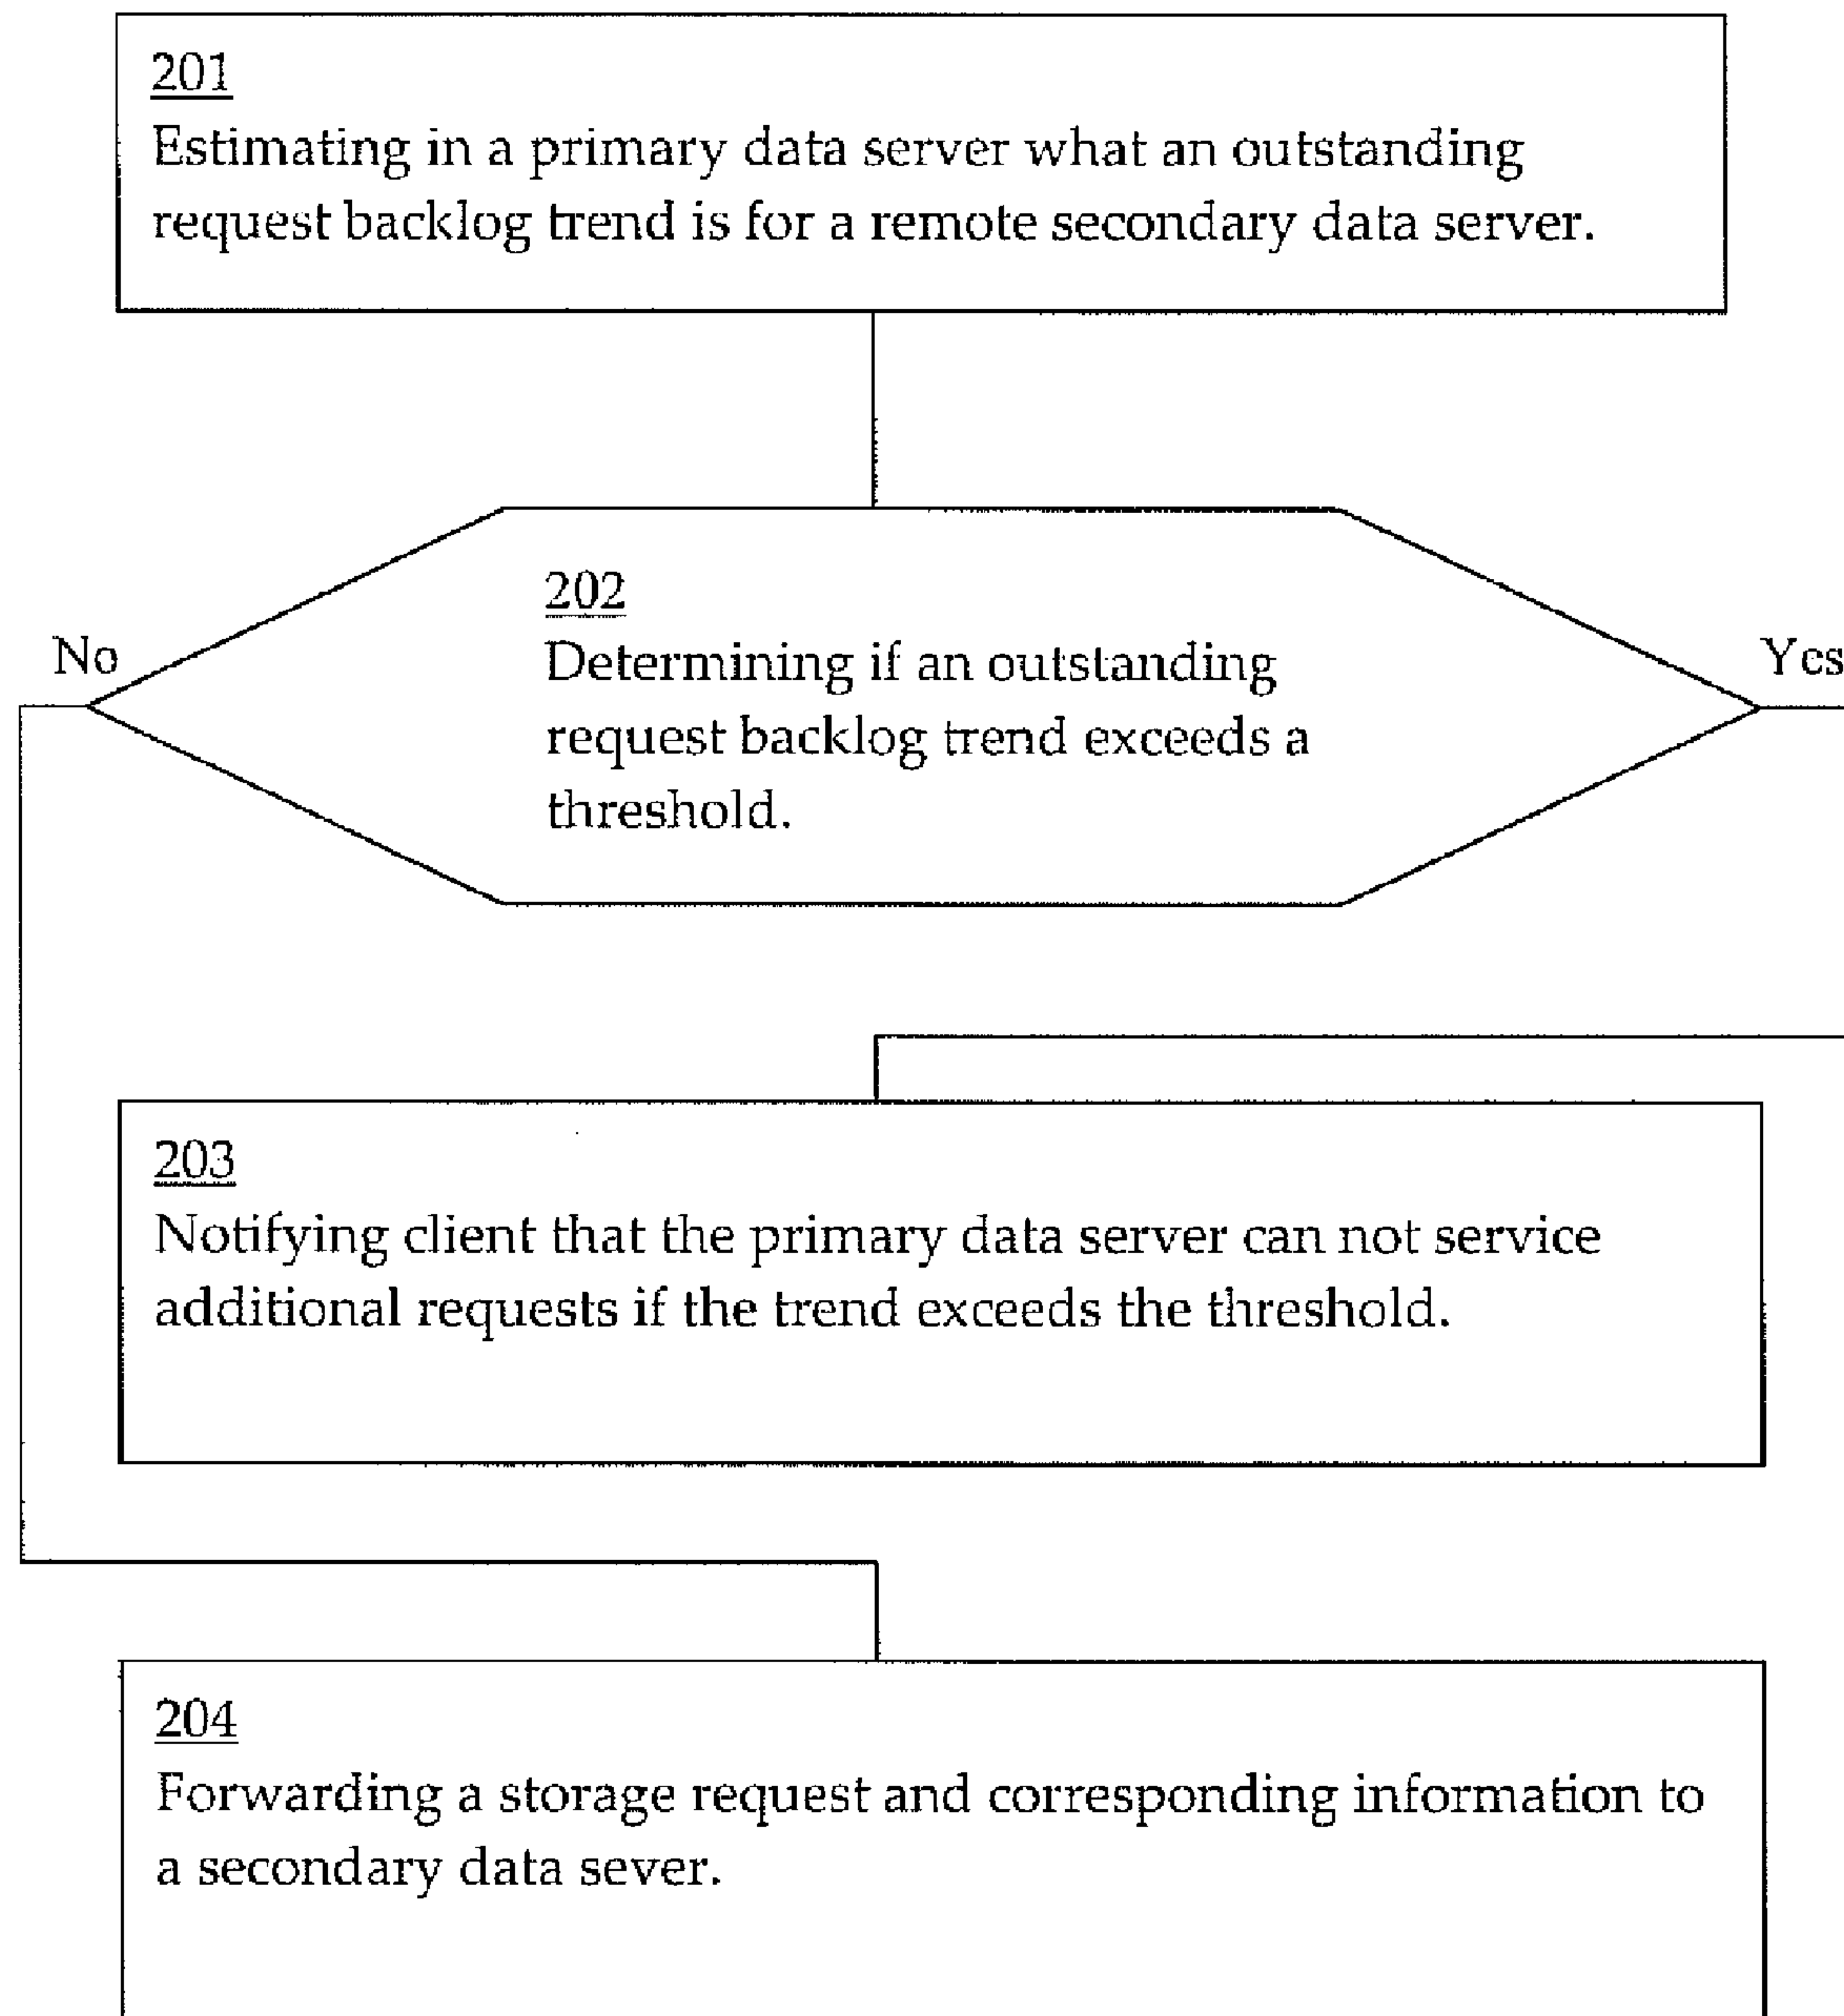 201
Estimating in a primary data server what an outstanding
request backlog trend is for a remote secondary data server.
202
Determining if an outstanding
request backlog trend exceeds a
threshold.
No
Yes
203
Notifying client that the primary data server can not service
additional requests if the trend exceeds the threshold.
204
Forwarding a storage request and corresponding information to
a secondary data sever.